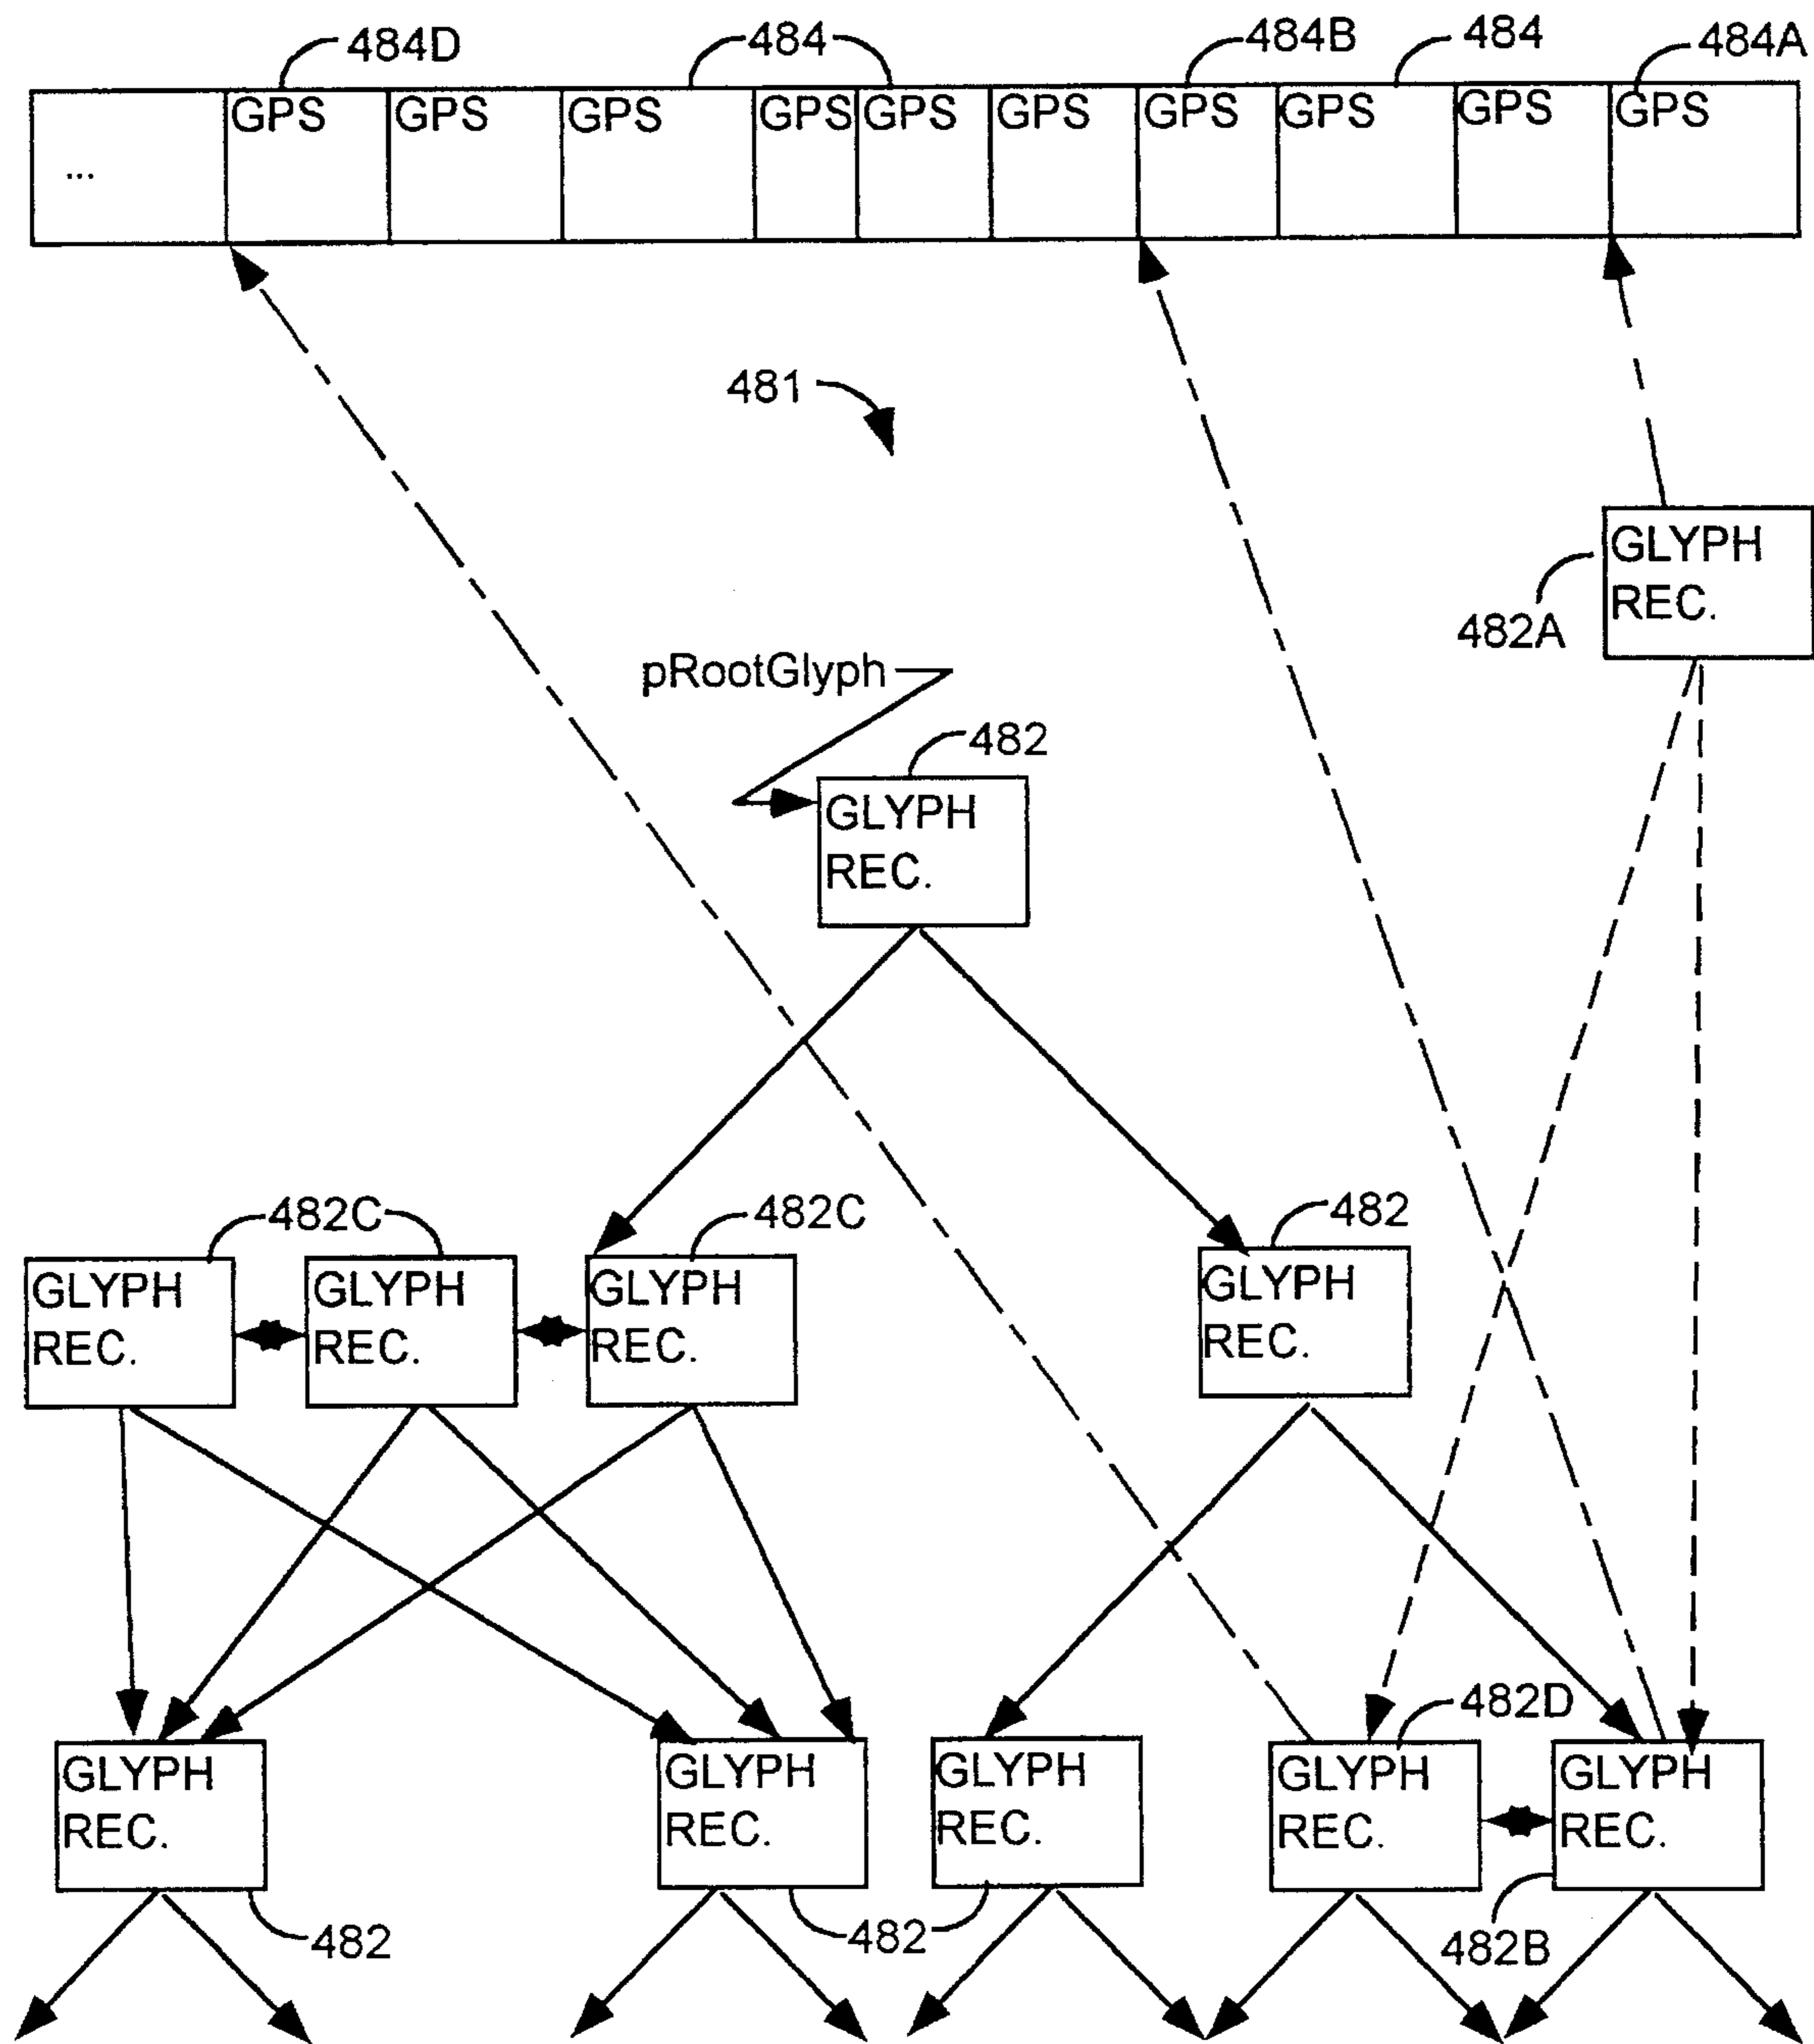 484D 484 484B 484 484A
... GPS GPS GPS GPS GPS GPS GPS GPS GPS GPS
481
GLYPH
REC.
482A
pRootGlyph
482
GLYPH
REC.
482C 482C 482
GLYPH GLYPH GLYPH GLYPH
REC. REC. REC. REC.
482D
GLYPH GLYPH GLYPH GLYPH GLYPH
REC. REC. REC. REC. REC.
482 482 482B